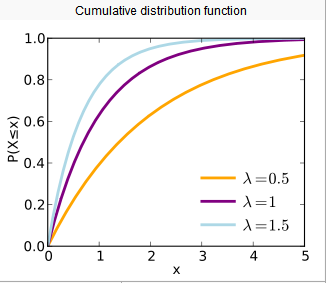 Cumulative distribution function
1.0
0.8
0.6
0.4
0.2
0.0
P(X≤x)
λ=0.5
λ=1
λ=1.5
0 1 2 3 4 5
x